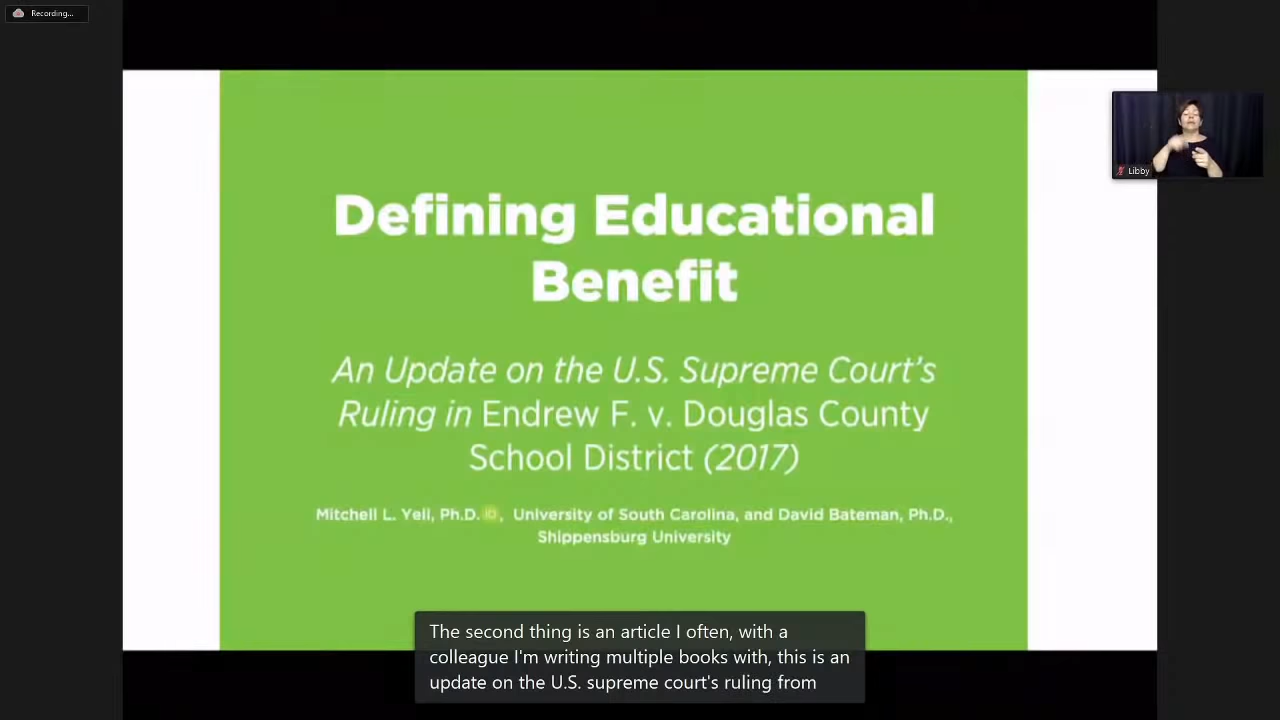 Recording...
Defining Educational
Benefit
An Update on the U.S. Supreme Court's
Ruling in Endrew F. v. Douglas County
School District (2017)
Mitchell L. Yell, Ph.D. iD, University of South Carolina, and David Bateman, Ph.D.,
Shippensburg University
Libby
The second thing is an article I often, with a
colleague I'm writing multiple books with, this is an
update on the U.S. supreme court's ruling from